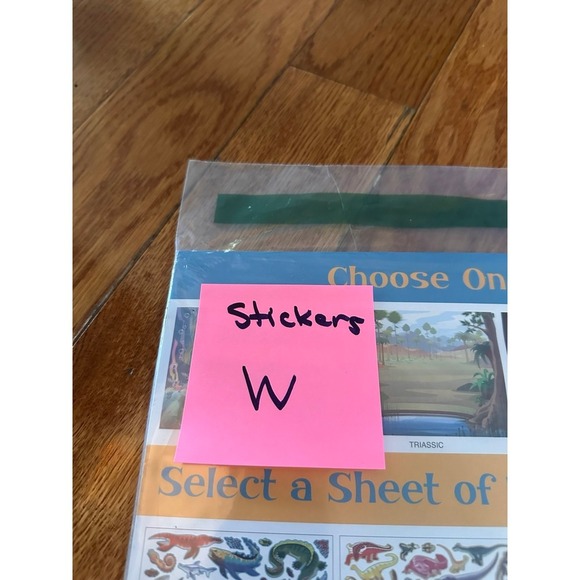 Choose On
Stickers
W
TRIASSIC
Select a Sheet of